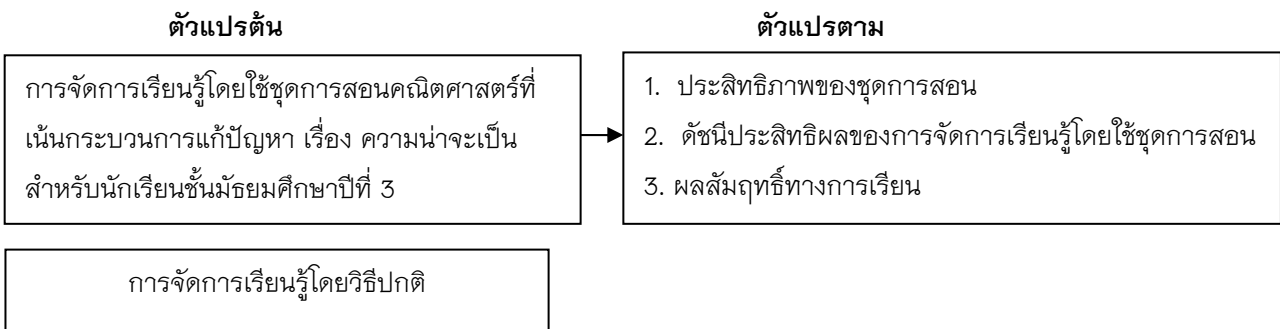 ตัวแปรต้น
การจัดการเรียนรู้โดยใช้ชุดการสอนคณิตศาสตร์ที่
เน้นกระบวนการแก้ปัญหา เรื่อง ความน่าจะเป็น
สำหรับนักเรียนชั้นมัธยมศึกษาปีที่ 3
การจัดการเรียนรู้โดยวิธีปกติ
ตัวแปรตาม
1. ประสิทธิภาพของชุดการสอน
2. ดัชนีประสิทธิผลของการจัดการเรียนรู้โดยใช้ชุดการสอน
3. ผลสัมฤทธิ์ทางการเรียน